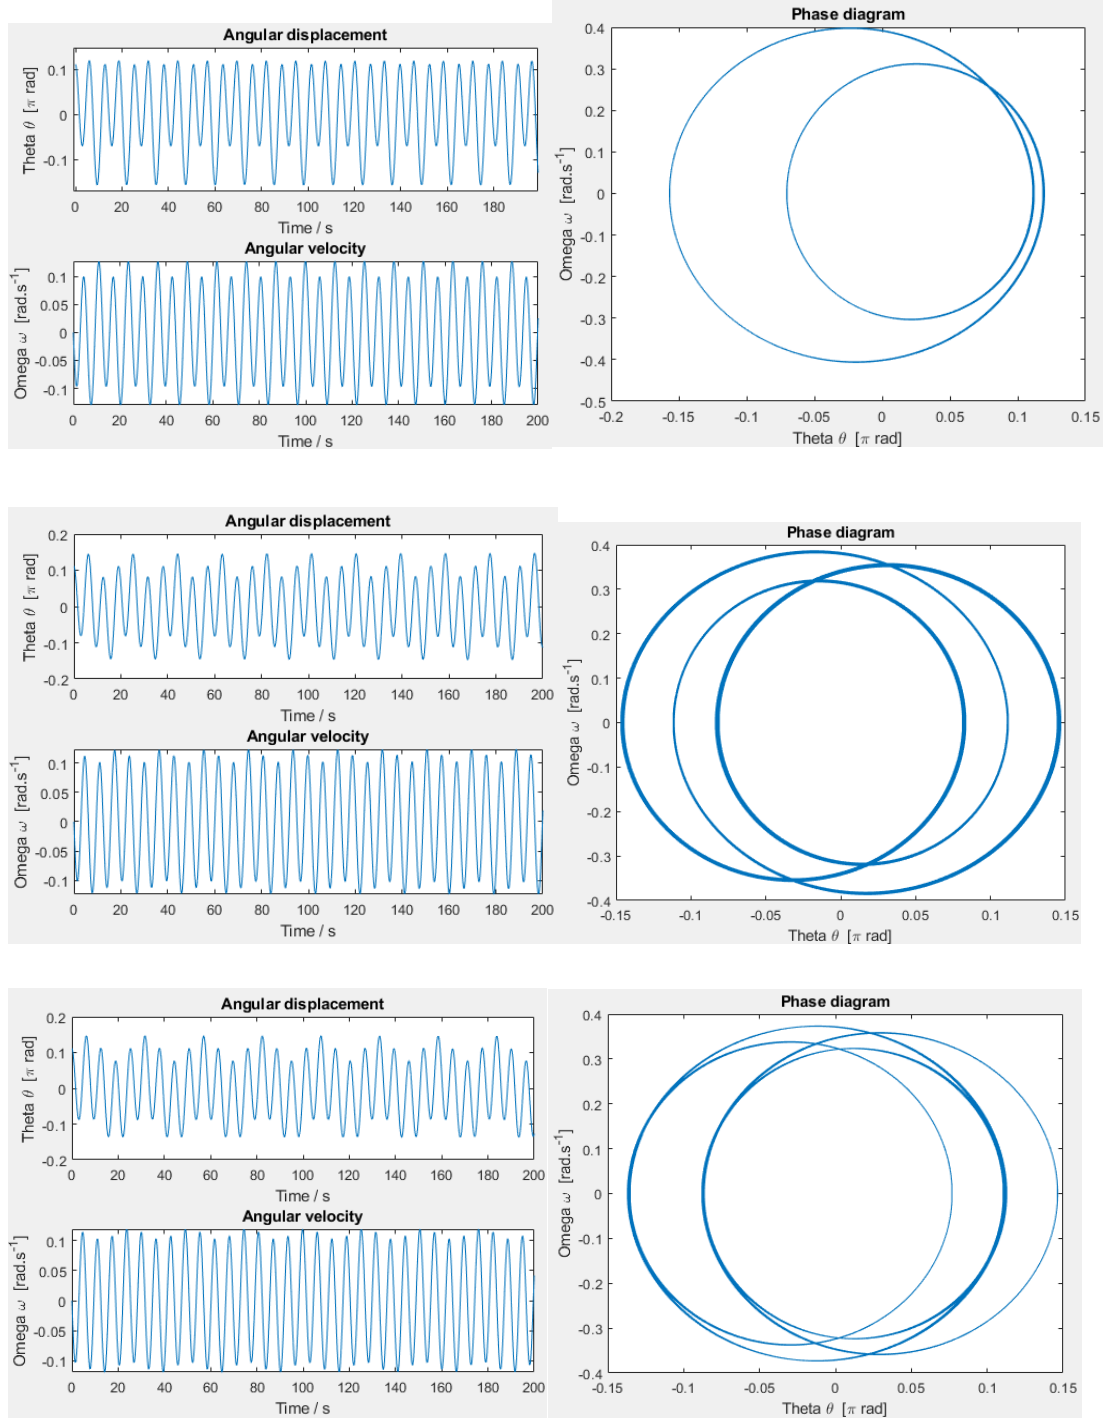 Angular displacement
Theta θ [π rad]
0.1
0
-0.1
0 20 40 60 80 100 120 140 160 180
Time / s
Angular velocity
Omega ω [rad.s-1]
0.1
0.05
0
-0.05
-0.1
0 20 40 60 80 100 120 140 160 180 200
Time / s
Phase diagram
Omega ω [rad.s-1]
0.4
0.3
0.2
0.1
0
-0.1
-0.2
-0.3
-0.4
-0.5
-0.2 -0.15 -0.1 -0.05 0 0.05 0.1 0.15
Theta θ [π rad]
Angular displacement
Theta θ [π rad]
0.2
0.1
0
-0.1
-0.2
0 20 40 60 80 100 120 140 160 180 200
Time / s
Angular velocity
Omega ω [rad.s-1]
0.1
0.05
0
-0.05
-0.1
0 20 40 60 80 100 120 140 160 180 200
Time / s
Phase diagram
Omega ω [rad.s-1]
0.4
0.3
0.2
0.1
0
-0.1
-0.2
-0.3
-0.4
-0.15 -0.1 -0.05 0 0.05 0.1 0.15
Theta θ [π rad]
Angular displacement
Theta θ [π rad]
0.2
0.1
0
-0.1
-0.2
0 20 40 60 80 100 120 140 160 180 200
Time / s
Angular velocity
Omega ω [rad.s-1]
0.1
0.05
0
-0.05
-0.1
0 20 40 60 80 100 120 140 160 180 200
Time / s
Phase diagram
Omega ω [rad.s-1]
0.4
0.3
0.2
0.1
0
-0.1
-0.2
-0.3
-0.4
-0.15 -0.1 -0.05 0 0.05 0.1 0.15
Theta θ [π rad]